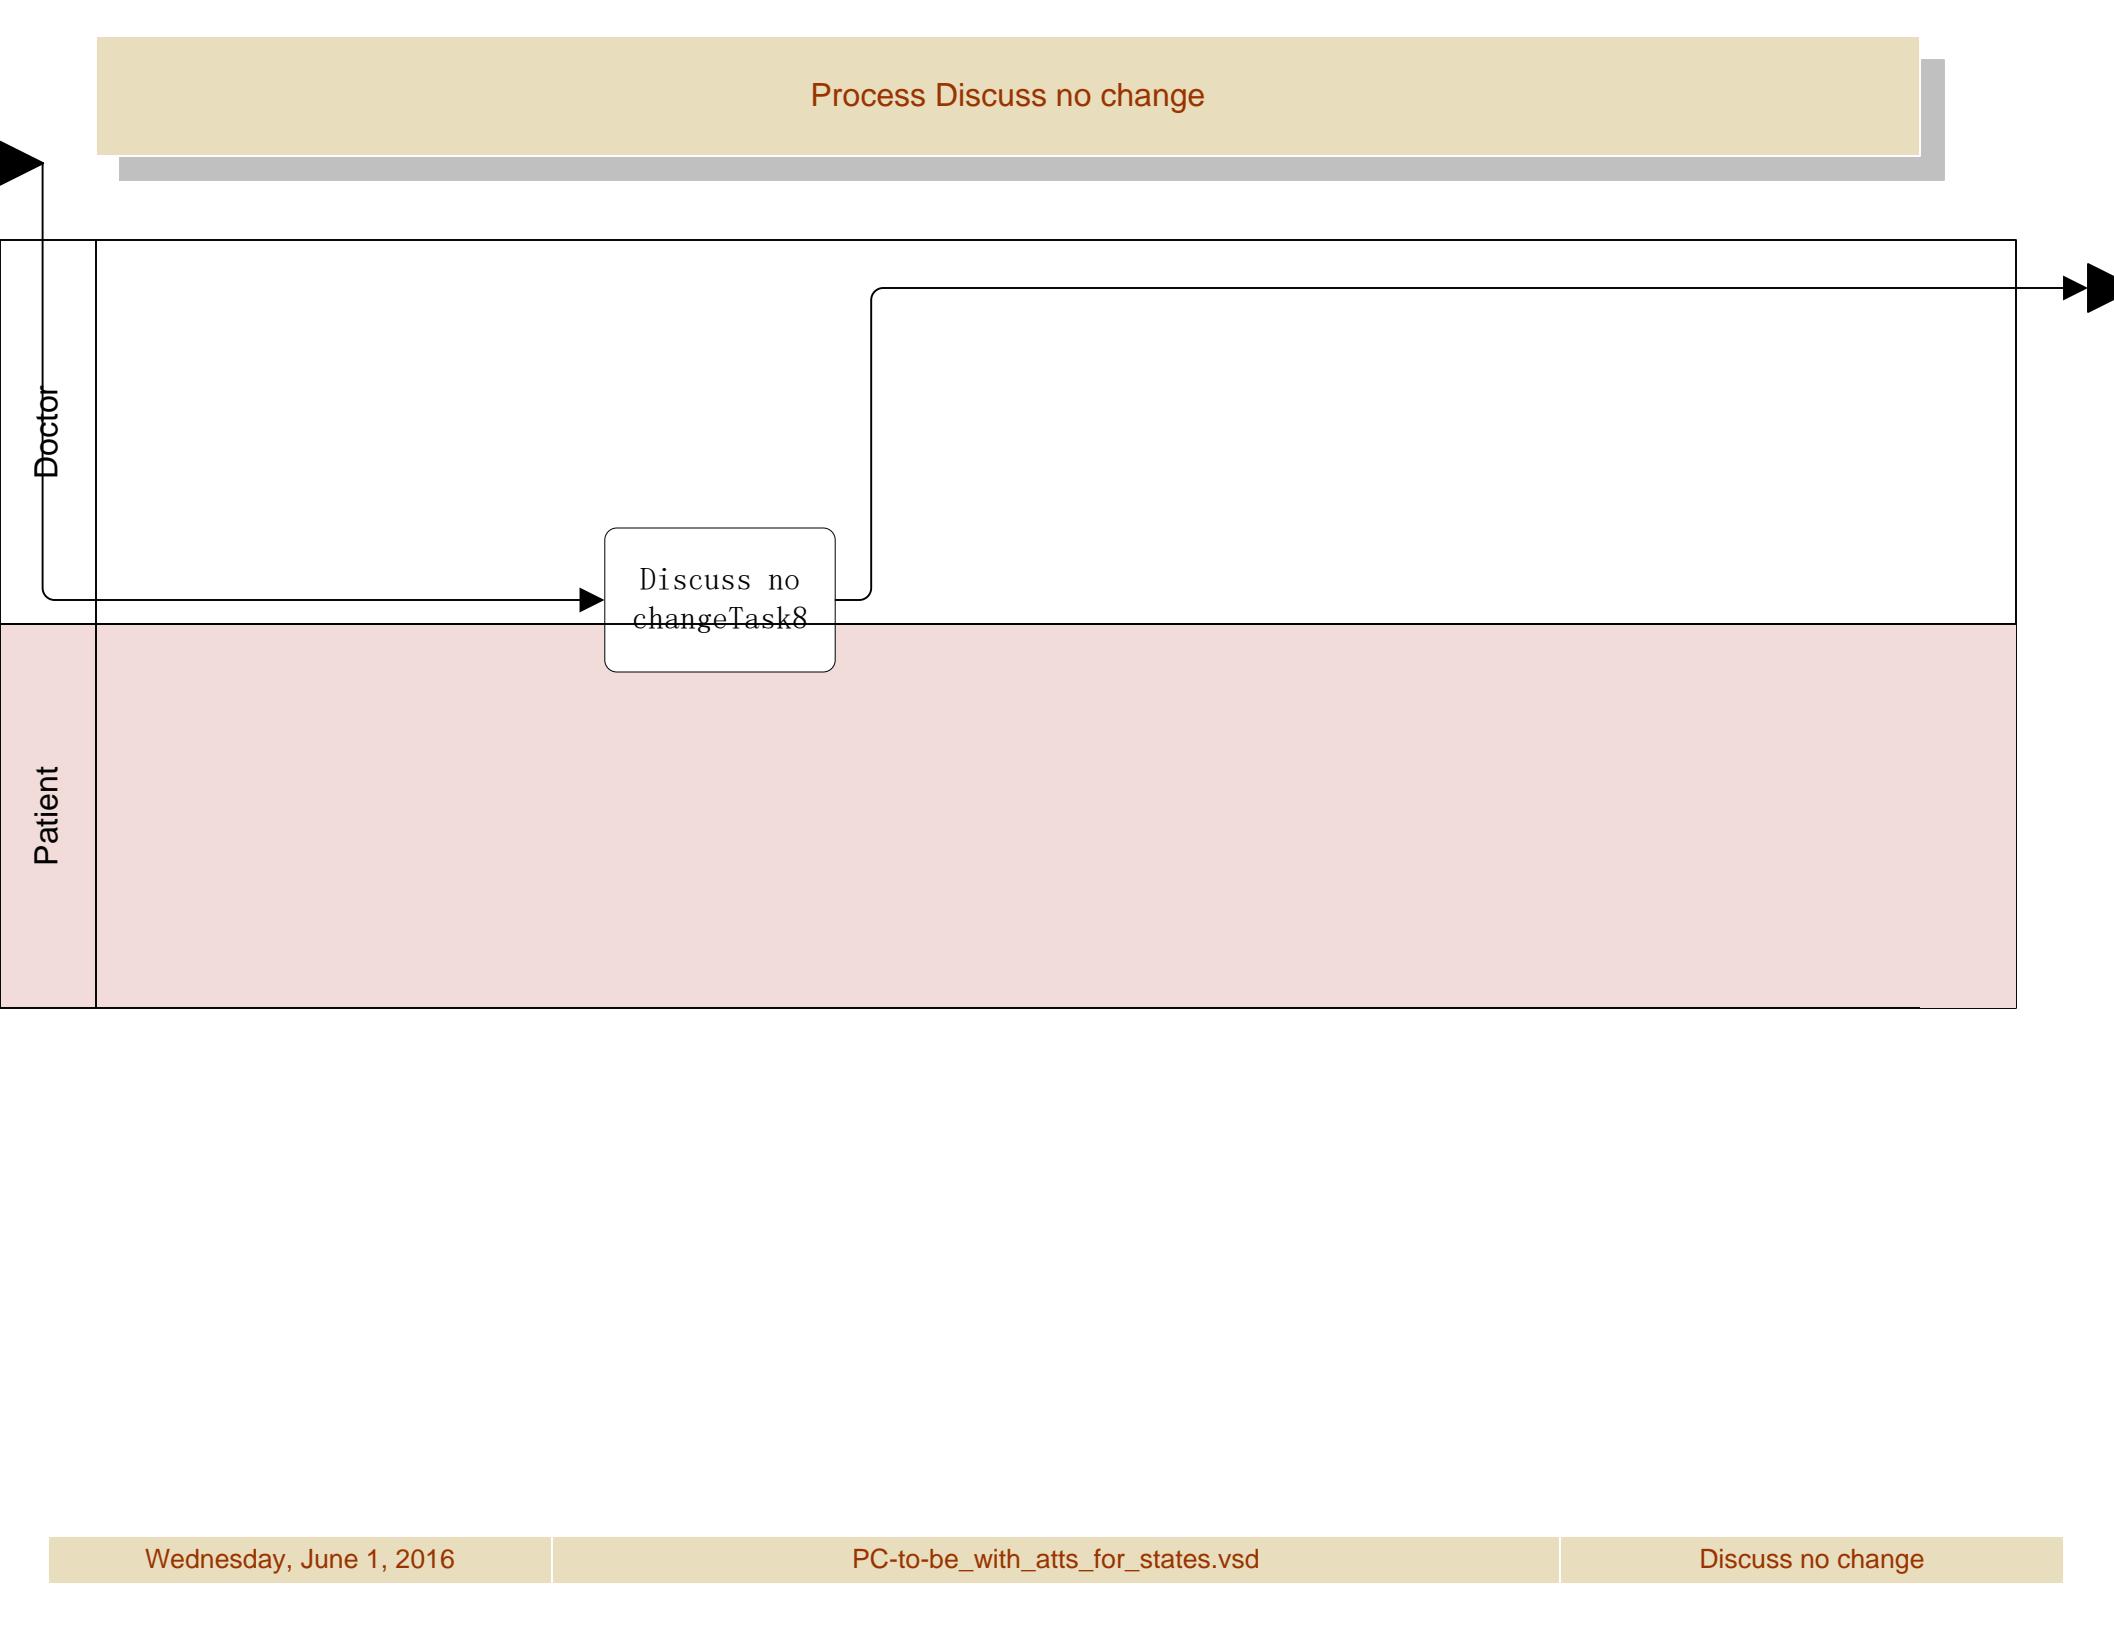 Process Discuss no change
Doctor
Discuss no
changeTask8
Patient
Wednesday, June 1, 2016
PC-to-be_with_atts_for_states.vsd
Discuss no change